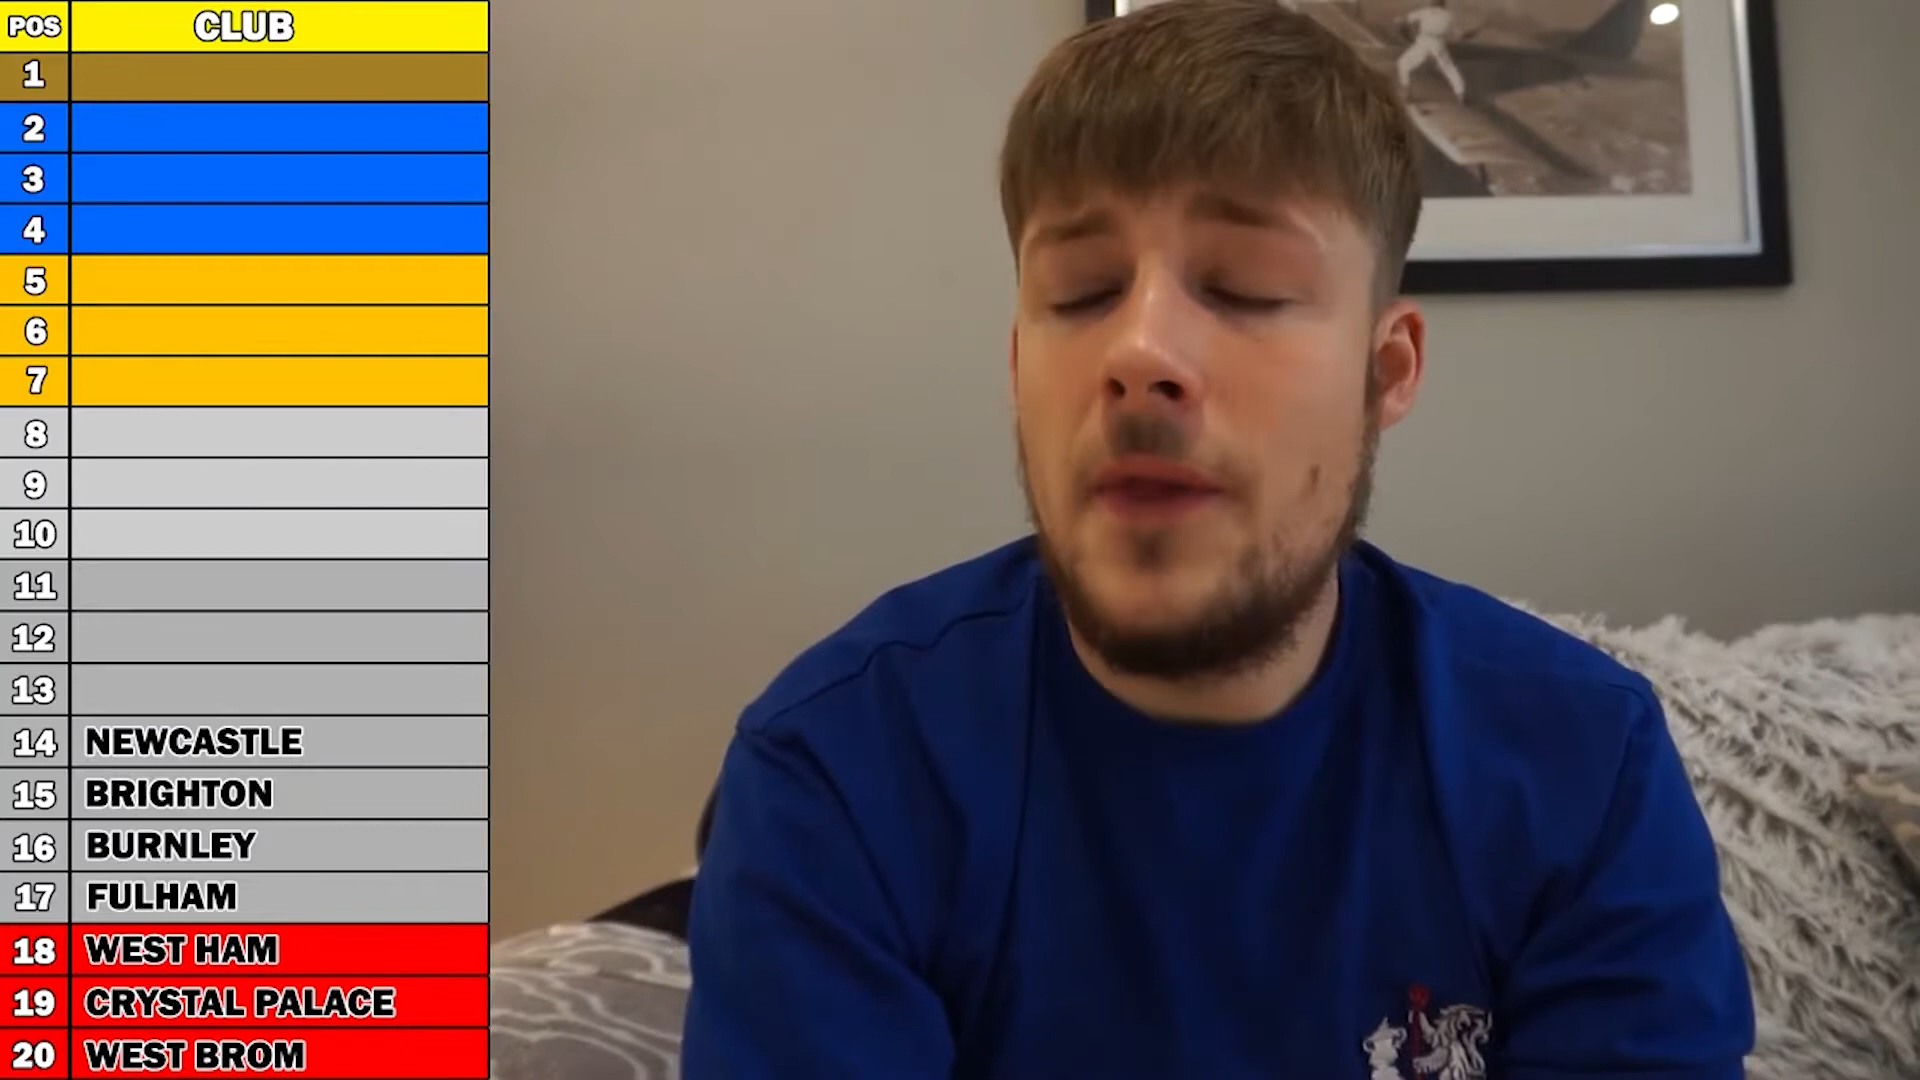 POS CLUB
1
2
3
4
5
6
7
8
9
10
11
12
13
14 NEWCASTLE
15 BRIGHTON
16 BURNLEY
17 FULHAM
18 WEST HAM
19 CRYSTAL PALACE
20 WEST BROM